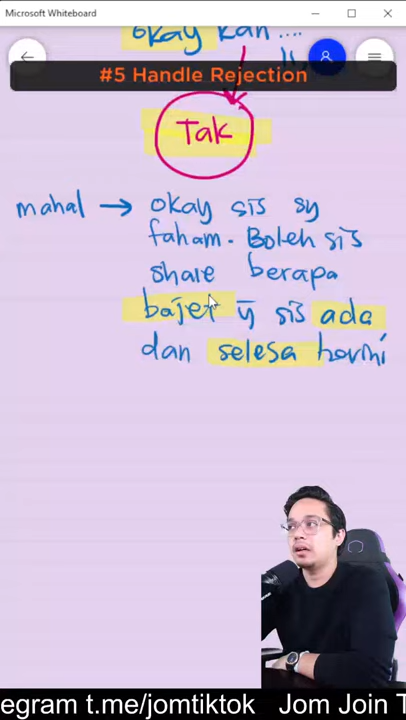 Microsoft Whiteboard
okay kan ....
#5 Handle Rejection
Tak
mahal → okay sis sy
faham. Boleh sis
share berapa
bajet yg sis ada
dan selesa
egram t.me/jomtiktok Jom Join T